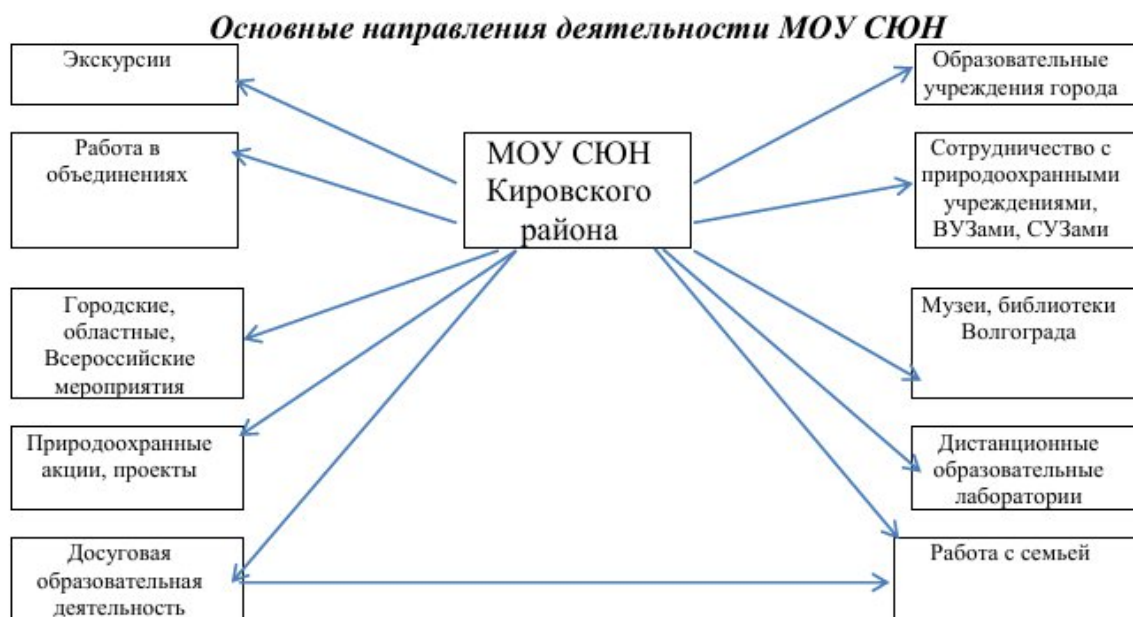 Основные направления деятельности МОУ СЮН
Экскурсии
Работа в
объединениях
Городские,
областные,
Всероссийские
мероприятия
Природоохранные
акции, проекты
Досуговая
образовательная
деятельность
МОУ СЮН
Кировского
района
Образовательные
учреждения города
Сотрудничество с
природоохранными
учреждениями,
ВУЗами, СУЗами
Музеи, библиотеки
Волгограда
Дистанционные
образовательные
лаборатории
Работа с семьей